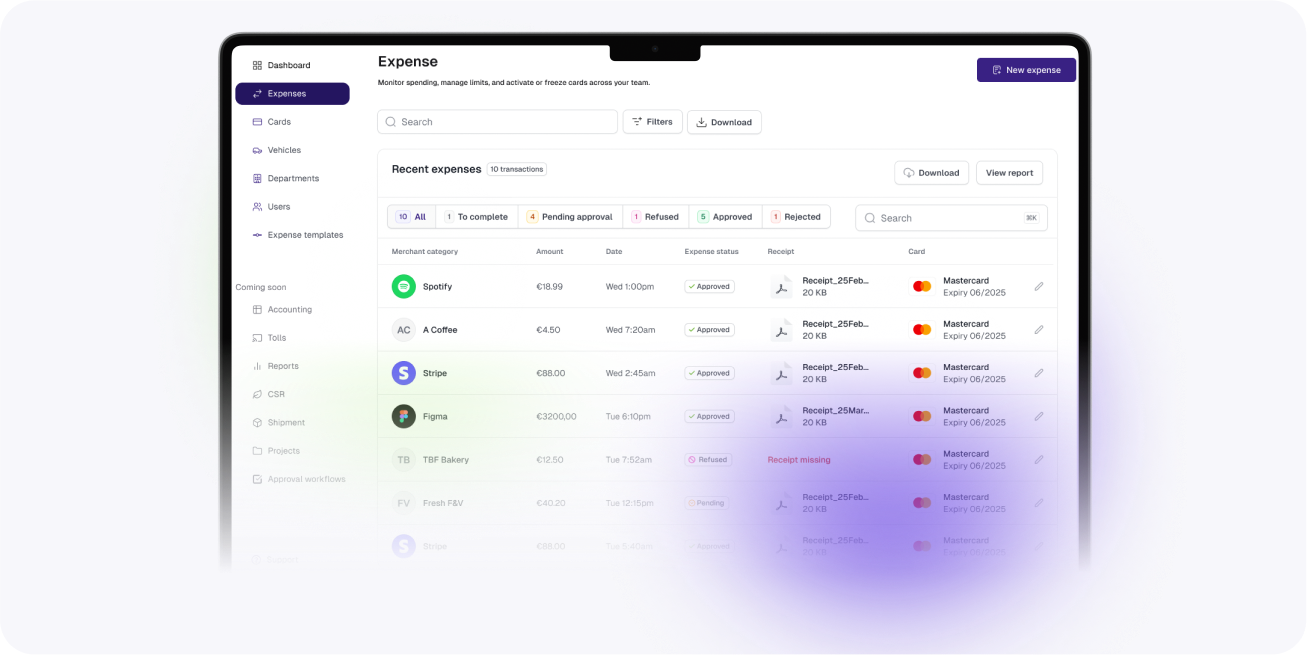 Dashboard
Expenses
Cards
Vehicles
Departments
Users
Expense templates
Coming soon
Accounting
Tolls
Reports
CSR
Shipment
Projects
Approval workflows
Expense
Monitor spending, manage limits, and activate or freeze cards across your team.
New expense
Search
Filters
Download
Recent expenses 10 transactions
Download
View report
10 All
1 To complete
4 Pending approval
1 Refused
5 Approved
1 Rejected
Search ⌘K
Merchant category Amount Date Expense status Receipt Card
Spotify €18.99 Wed 1:00pm Approved Receipt_25Feb... Mastercard
20 KB Expiry 06/2025
AC A Coffee €4.50 Wed 7:20am Approved Receipt_25Feb... Mastercard
20 KB Expiry 06/2025
S Stripe €88.00 Wed 2:45am Approved Receipt_25Feb... Mastercard
20 KB Expiry 06/2025
Figma €3200,00 Tue 6:10pm Approved Receipt_25Mar... Mastercard
20 KB Expiry 06/2025
TB TBF Bakery €12.50 Tue 7:52am Refused Receipt missing Mastercard
Expiry 06/2025
FV Fresh F&V €40.20 Tue 12:15pm Pending Receipt_25Feb... Mastercard
20 KB Expiry 06/2025
S Stripe €88.00 Tue 5:40am Approved Receipt_25Feb... Mastercard
20 KB Expiry 06/2025